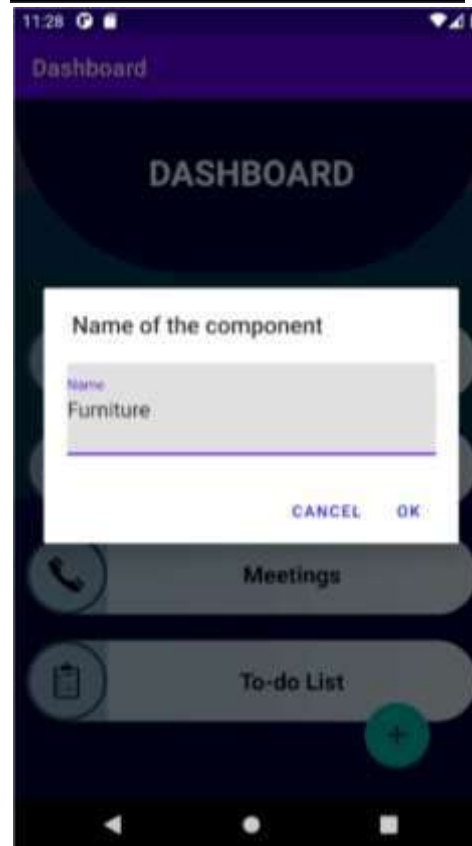 11:28
Dashboard
DASHBOARD
Name of the component
Name
Furniture
CANCEL OK
Meetings
To-do List